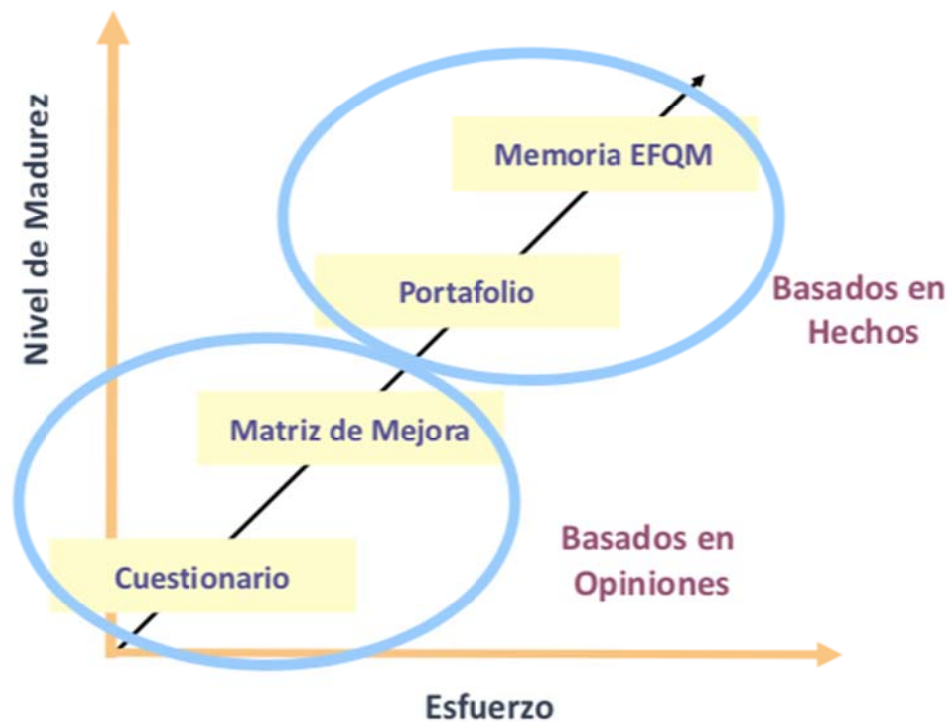 Nivel de Madurez
Memoria EFQM
Portafolio
Basados en
Hechos
Matriz de Mejora
Basados en
Opiniones
Cuestionario
Esfuerzo